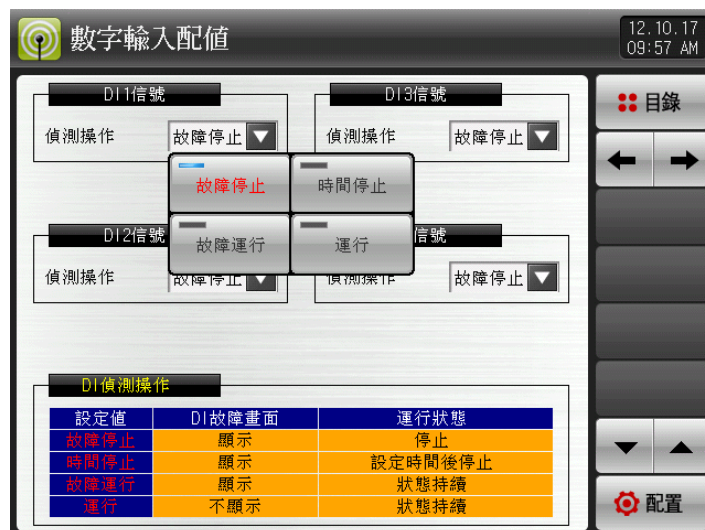 數字輸入配值
12.10.17
09:57 AM
DI1信號
偵測操作
故障停止
DI3信號
偵測操作
故障停止
目錄
故障停止
時間停止
故障運行
運行
DI2信號
偵測操作
故障停止
信號
偵測操作
故障停止
DI偵測操作
設定值 DI故障畫面 運行狀態
故障停止 顯示 停止
時間停止 顯示 設定時間後停止
故障運行 顯示 狀態持續
運行 不顯示 狀態持續
配置